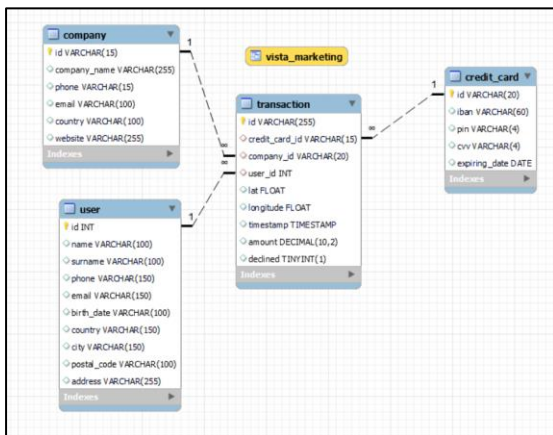 company
id VARCHAR(15)
company_name VARCHAR(255)
phone VARCHAR(15)
email VARCHAR(100)
country VARCHAR(100)
website VARCHAR(255)
Indexes
1
vista_marketing
1
credit_card
id VARCHAR(20)
iban VARCHAR(60)
pin VARCHAR(4)
cvv VARCHAR(4)
expiring_date DATE
Indexes
transaction
id VARCHAR(255)
credit_card_id VARCHAR(15)
company_id VARCHAR(20)
user_id INT
lat FLOAT
longitude FLOAT
timestamp TIMESTAMP
amount DECIMAL(10,2)
declined TINYINT(1)
Indexes
∞
∞
∞
1
user
id INT
name VARCHAR(100)
surname VARCHAR(100)
phone VARCHAR(150)
email VARCHAR(150)
birth_date VARCHAR(100)
country VARCHAR(150)
city VARCHAR(150)
postal_code VARCHAR(100)
address VARCHAR(255)
Indexes